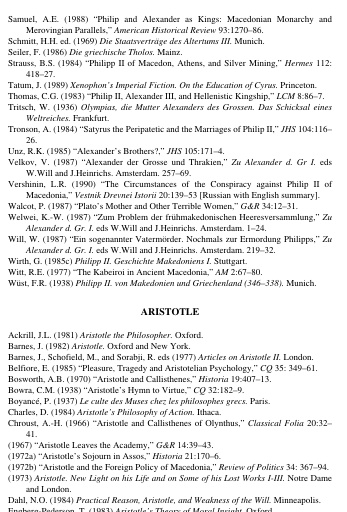 Samuel, A.E. (1988) “Philip and Alexander as Kings: Macedonian Monarchy and
Merovingian Parallels,” American Historical Review 93:1270–86.
Schmitt, H.H. ed. (1969) Die Staatsverträge des Altertums III. Munich.
Seiler, F. (1986) Die griechische Tholos. Mainz.
Strauss, B.S. (1984) “Philipp II of Macedon, Athens, and Silver Mining,” Hermes 112:
418–27.
Tatum, J. (1989) Xenophon’s Imperial Fiction. On the Education of Cyrus. Princeton.
Thomas, C.G. (1983) “Philip II, Alexander III, and Hellenistic Kingship,” LCM 8:86–7.
Tritsch, W. (1936) Olympias, die Mutter Alexanders des Grossen. Das Schicksal eines
Weltreiches. Frankfurt.
Tronson, A. (1984) “Satyrus the Peripatetic and the Marriages of Philip II,” JHS 104:116–
26.
Unz, R.K. (1985) “Alexander’s Brothers?,” JHS 105:171–4.
Velkov, V. (1987) “Alexander der Grosse und Thrakien,” Zu Alexander d. Gr I. eds
W.Will and J.Heinrichs. Amsterdam. 257–69.
Vershinin, L.R. (1990) “The Circumstances of the Conspiracy against Philip II of
Macedonia,” Vestnik Drevnei Istorii 20:139–53 [Russian with English summary].
Walcot, P. (1987) “Plato’s Mother and Other Terrible Women,” G&R 34:12–31.
Welwei, K.-W. (1987) “Zum Problem der frühmakedonischen Heeresversammlung,” Zu
Alexander d. Gr. I. eds W.Will and J.Heinrichs. Amsterdam. 1–24.
Will, W. (1987) “Ein sogenannter Vatermörder. Nochmals zur Ermordung Philipps,” Zu
Alexander d. Gr. I. eds W.Will and J.Heinrichs. Amsterdam. 219–32.
Wirth, G. (1985c) Philipp II. Geschichte Makedoniens I. Stuttgart.
Witt, R.E. (1977) “The Kabeiroi in Ancient Macedonia,” AM 2:67–80.
Wüst, F.R. (1938) Philipp II. von Makedonien und Griechenland (346–338). Munich.
ARISTOTLE
Ackrill, J.L. (1981) Aristotle the Philosopher. Oxford.
Barnes, J. (1982) Aristotle. Oxford and New York.
Barnes, J., Schofield, M., and Sorabji, R. eds (1977) Articles on Aristotle II. London.
Belfiore, E. (1985) “Pleasure, Tragedy and Aristotelian Psychology,” CQ 35: 349–61.
Bosworth, A.B. (1970) “Aristotle and Callisthenes,” Historia 19:407–13.
Bowra, C.M. (1938) “Aristotle’s Hymn to Virtue,” CQ 32:182–9.
Boyancé, P. (1937) Le culte des Muses chez les philosophes grecs. Paris.
Charles, D. (1984) Aristotle’s Philosophy of Action. Ithaca.
Chroust, A.-H. (1966) “Aristotle and Callisthenes of Olynthus,” Classical Folia 20:32–
41.
(1967) “Aristotle Leaves the Academy,” G&R 14:39–43.
(1972a) “Aristotle’s Sojourn in Assos,” Historia 21:170–6.
(1972b) “Aristotle and the Foreign Policy of Macedonia,” Review of Politics 34: 367–94.
(1973) Aristotle. New Light on his Life and on Some of his Lost Works I-III. Notre Dame
and London.
Dahl, N.O. (1984) Practical Reason, Aristotle, and Weakness of the Will. Minneapolis.
Engberg-Pedersen, T. (1983) Aristotle’s Theory of Moral Insight. Oxford.